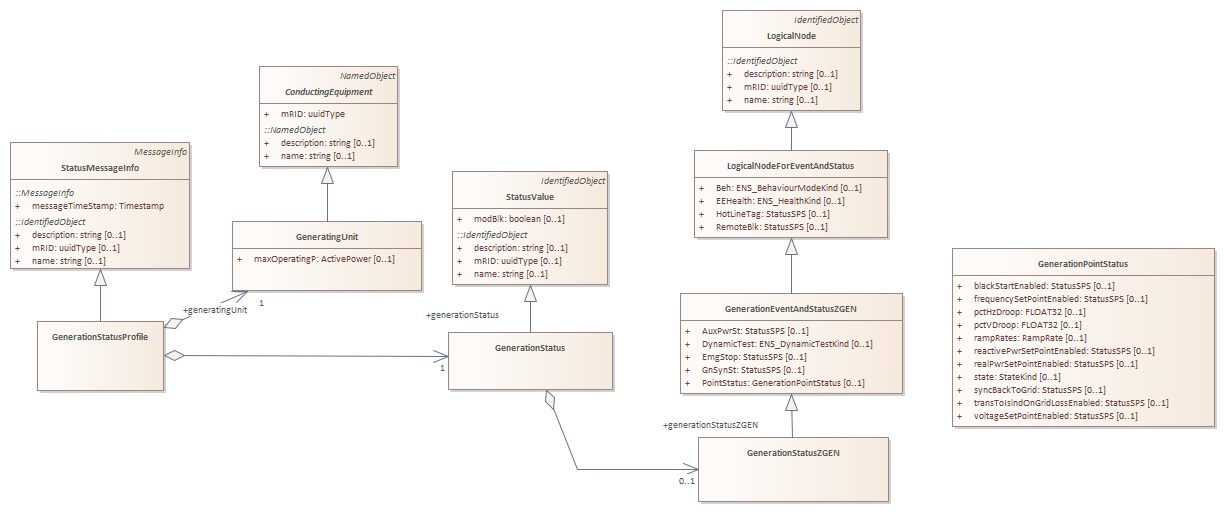 IdentifiedObject
LogicalNode
::IdentifiedObject
+ description: string [0..1]
+ mRID: uuidType [0..1]
+ name: string [0..1]
NamedObject
ConductingEquipment
+ mRID: uuidType
::NamedObject
+ description: string [0..1]
+ name: string [0..1]
MessageInfo
StatusMessageInfo
::MessageInfo
+ messageTimeStamp: Timestamp
::IdentifiedObject
+ description: string [0..1]
+ mRID: uuidType [0..1]
+ name: string [0..1]
LogicalNodeForEventAndStatus
+ Beh: ENS_BehaviourModeKind [0..1]
+ EEHealth: ENS_HealthKind [0..1]
+ HotLineTag: StatusSPS [0..1]
+ RemoteBlk: StatusSPS [0..1]
IdentifiedObject
StatusValue
+ modBlk: boolean [0..1]
::IdentifiedObject
+ description: string [0..1]
+ mRID: uuidType [0..1]
+ name: string [0..1]
GeneratingUnit
+ maxOperatingP: ActivePower [0..1]
GenerationPointStatus
+ blackStartEnabled: StatusSPS [0..1]
+ frequencySetPointEnabled: StatusSPS [0..1]
+ pctHzDroop: FLOAT32 [0..1]
+ pctVDroop: FLOAT32 [0..1]
+ rampRates: RampRate [0..1]
+ reactivePwrSetPointEnabled: StatusSPS [0..1]
+ realPwrSetPointEnabled: StatusSPS [0..1]
+ state: StateKind [0..1]
+ syncBackToGrid: StatusSPS [0..1]
+ transToIslndOnGridLossEnabled: StatusSPS [0..1]
+ voltageSetPointEnabled: StatusSPS [0..1]
GenerationEventAndStatusZGEN
+ AuxPwrSt: StatusSPS [0..1]
+ DynamicTest: ENS_DynamicTestKind [0..1]
+ EmgStop: StatusSPS [0..1]
+ GnSynSt: StatusSPS [0..1]
+ PointStatus: GenerationPointStatus [0..1]
+generatingUnit
1
+generationStatus
GenerationStatusProfile
GenerationStatus
1
+generationStatusZGEN
GenerationStatusZGEN
0..1